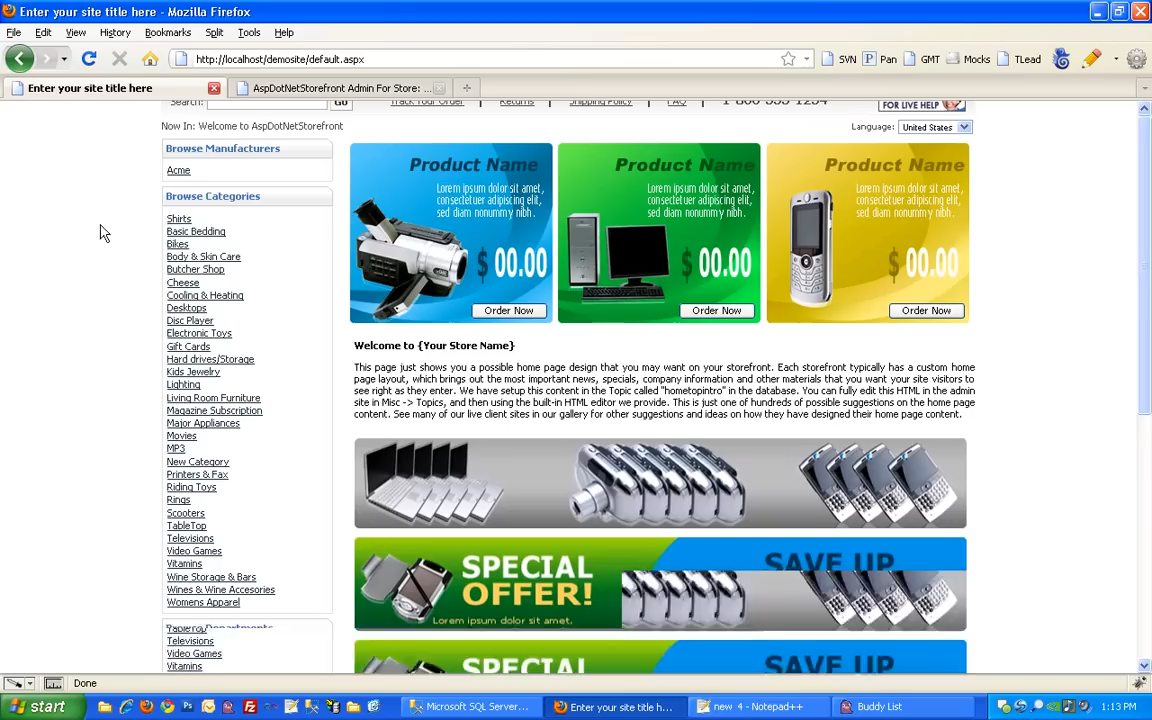 Enter your site title here - Mozilla Firefox
File Edit View History Bookmarks Split Tools Help
http://localhost/demosite/default.aspx
SVN Pan GMT Mocks TLead
Enter your site title here
AspDotNetStorefront Admin For Store: ...
Search: GO Track Your Order | Returns | Shipping Policy | FAQ | 1-800-555-1234 FOR LIVE HELP
Now In: Welcome to AspDotNetStorefront
Language: United States
Browse Manufacturers
Acme
Browse Categories
Shirts
Basic Bedding
Bikes
Body & Skin Care
Butcher Shop
Cheese
Cooling & Heating
Desktops
Disc Player
Electronic Toys
Gift Cards
Hard drives/Storage
Kids Jewelry
Lighting
Living Room Furniture
Magazine Subscription
Major Appliances
Movies
MP3
New Category
Printers & Fax
Riding Toys
Rings
Scooters
TableTop
Televisions
Video Games
Vitamins
Wine Storage & Bars
Wines & Wine Accesories
Womens Apparel
Televisions
Video Games
Vitamins
Product Name
Lorem ipsum dolor sit amet,
consectetuer adipiscing elit,
sed diam nonummy nibh.
$ 00.00
Order Now
Product Name
Lorem ipsum dolor sit amet,
consectetuer adipiscing elit,
sed diam nonummy nibh.
$ 00.00
Order Now
Product Name
Lorem ipsum dolor sit amet,
consectetuer adipiscing elit,
sed diam nonummy nibh.
$ 00.00
Order Now
Welcome to {Your Store Name}
This page just shows you a possible home page design that you may want on your storefront. Each storefront typically has a custom home
page layout, which brings out the most important news, specials, company information and other materials that you want your site visitors to
see right as they enter. We have setup this content in the Topic called "hometopintro" in the database. You can fully edit this HTML in the admin
site in Misc -> Topics, and then using the built-in HTML editor we provide. This is just one of hundreds of possible suggestions on the home page
content. See many of our live client sites in our gallery for other suggestions and ideas on how they have designed their home page content.
SPECIAL
OFFER!
Lorem ipsum dolor sit amet.
SAVE UP
SPECIAL
SAVE UP
Done
start
Microsoft SQL Server...
Enter your site title h...
new 4 - Notepad++
Buddy List
1:13 PM